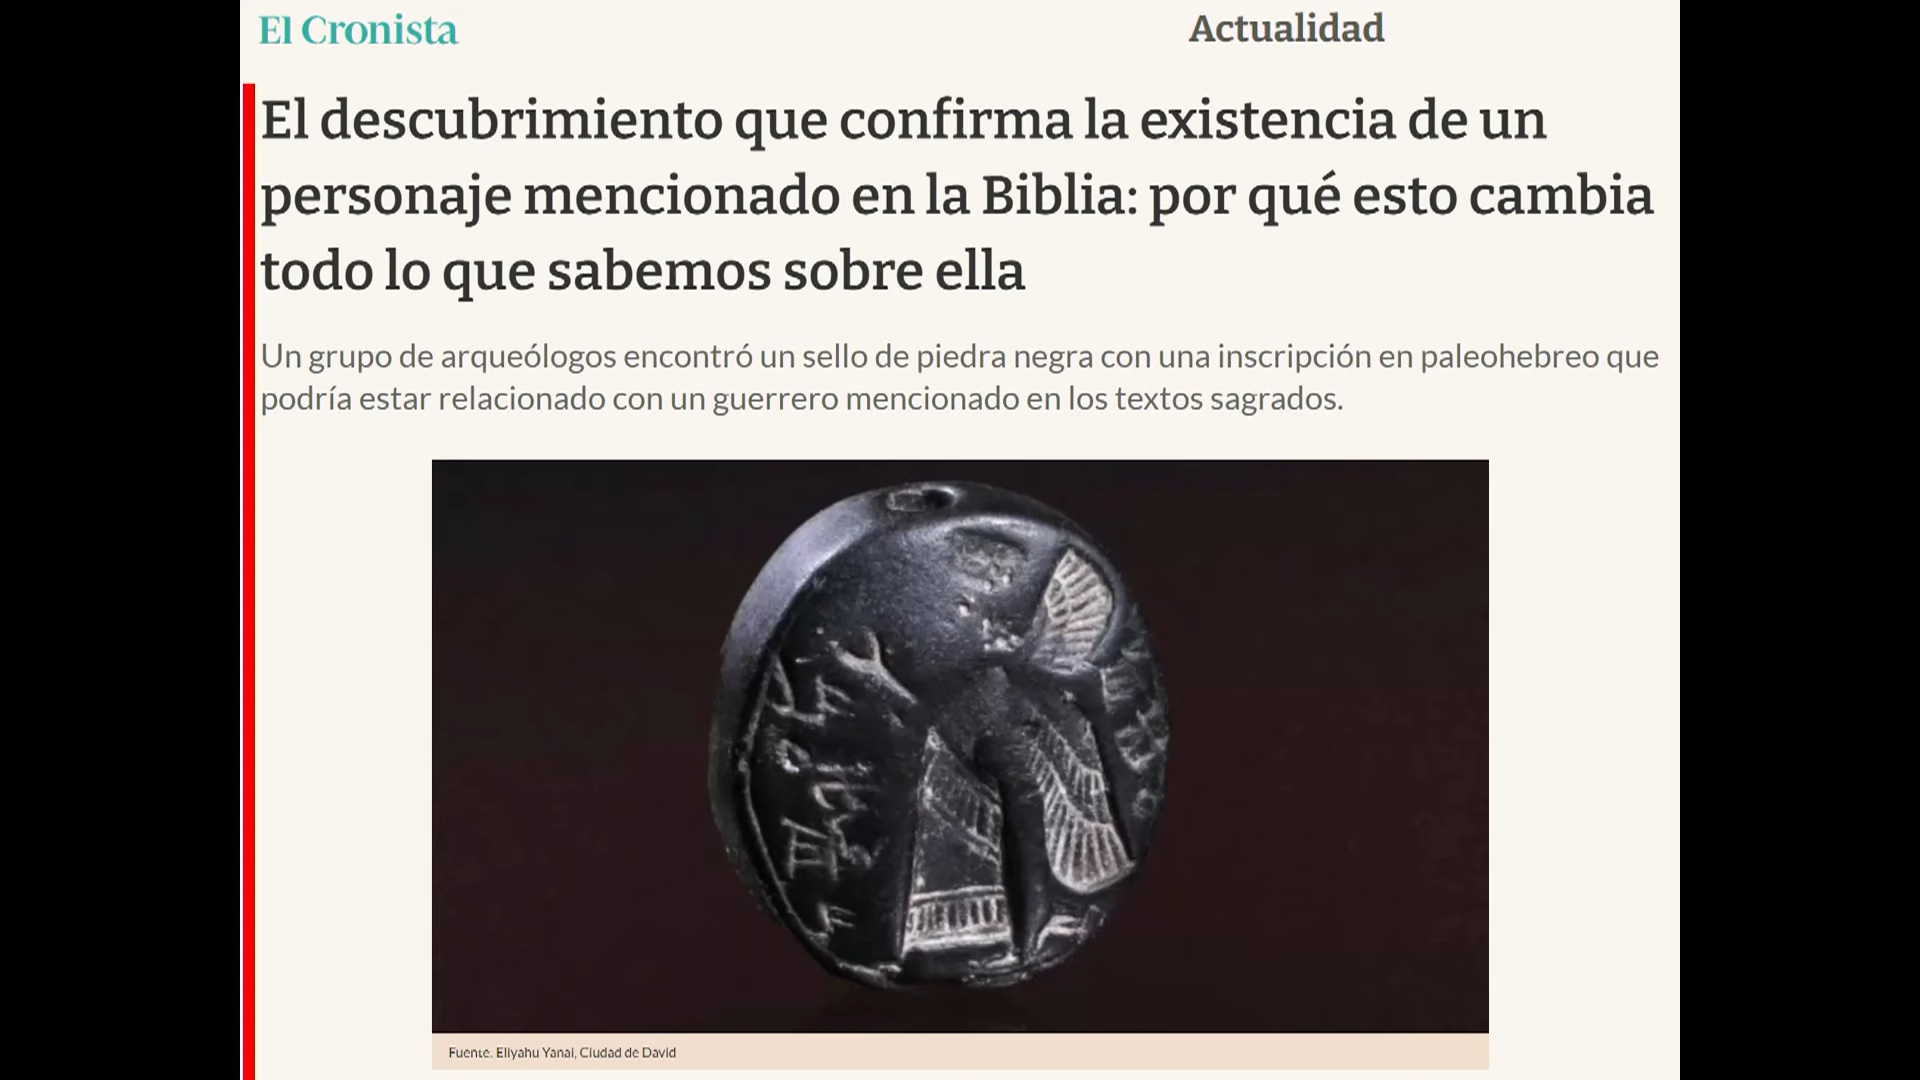 El Cronista
Actualidad
El descubrimiento que confirma la existencia de un
personaje mencionado en la Biblia: por qué esto cambia
todo lo que sabemos sobre ella
Un grupo de arqueólogos encontró un sello de piedra negra con una inscripción en paleohebreo que
podría estar relacionado con un guerrero mencionado en los textos sagrados.
Fuente. Eliyahu Yanai, Ciudad de David